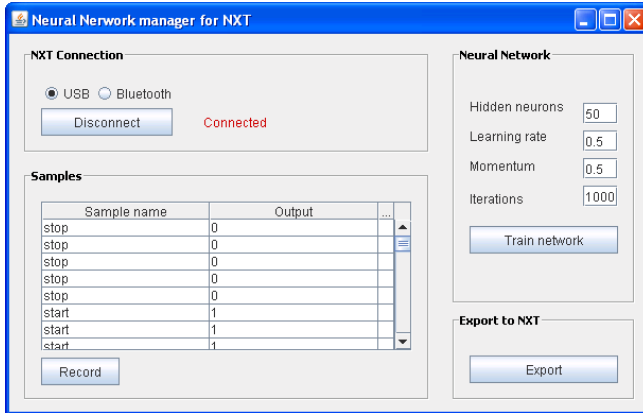 Neural Network manager for NXT
NXT Connection
USB Bluetooth
Disconnect Connected
Samples
Sample name Output ...
stop 0
stop 0
stop 0
stop 0
stop 0
start 1
start 1
start 1
Record
Neural Network
Hidden neurons 50
Learning rate 0.5
Momentum 0.5
Iterations 1000
Train network
Export to NXT
Export